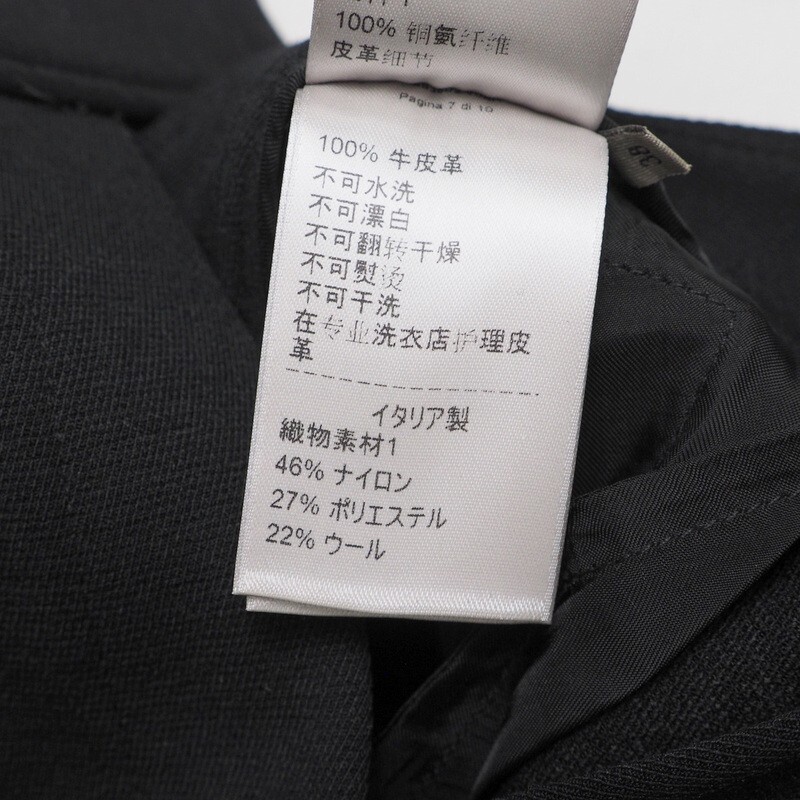 100% 铜氨纤维
皮革细节
Pagina 7 di 10
100% 牛皮革
不可水洗
不可漂白
不可翻转干燥
不可熨烫
不可干洗
在专业洗衣店护理皮
革
イタリア製
織物素材1
46% ナイロン
27% ポリエステル
22% ウール
38